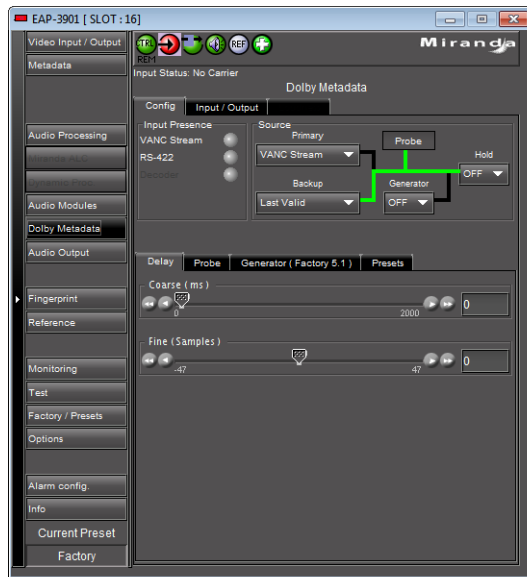 EAP-3901 [ SLOT : 16]
Video Input / Output
Metadata
Audio Processing
Miranda ALC
Audio Modules
Dolby Metadata
Audio Output
Fingerprint
Reference
Monitoring
Test
Factory / Presets
Options
Alarm config.
Info
Current Preset
Factory
CTRL
REM
REF
Miranda
Input Status: No Carrier
Dolby Metadata
Config
Input / Output
Input Presence
VANC Stream
RS-422
Decoder
Source
Primary
VANC Stream
Backup
Last Valid
Probe
Generator
OFF
Hold
OFF
Delay
Probe
Generator ( Factory 5.1 )
Presets
Coarse ( ms )
0
2000
0
Fine ( Samples )
-47
47
0